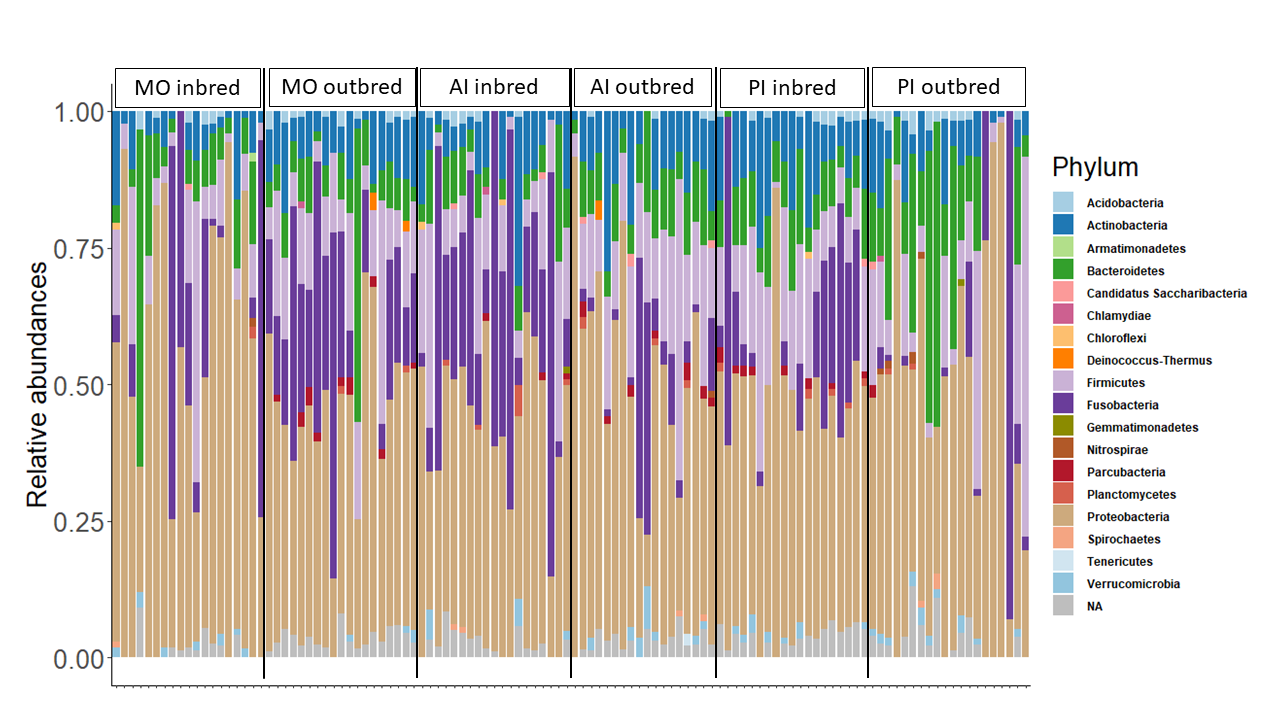 MO inbred
MO outbred
AI inbred
AI outbred
PI inbred
PI outbred
Relative abundances
1.00
0.75
0.50
0.25
0.00
Phylum
Acidobacteria
Actinobacteria
Armatimonadetes
Bacteroidetes
Candidatus Saccharibacteria
Chlamydiae
Chloroflexi
Deinococcus-Thermus
Firmicutes
Fusobacteria
Gemmatimonadetes
Nitrospirae
Parcubacteria
Planctomycetes
Proteobacteria
Spirochaetes
Tenericutes
Verrucomicrobia
NA